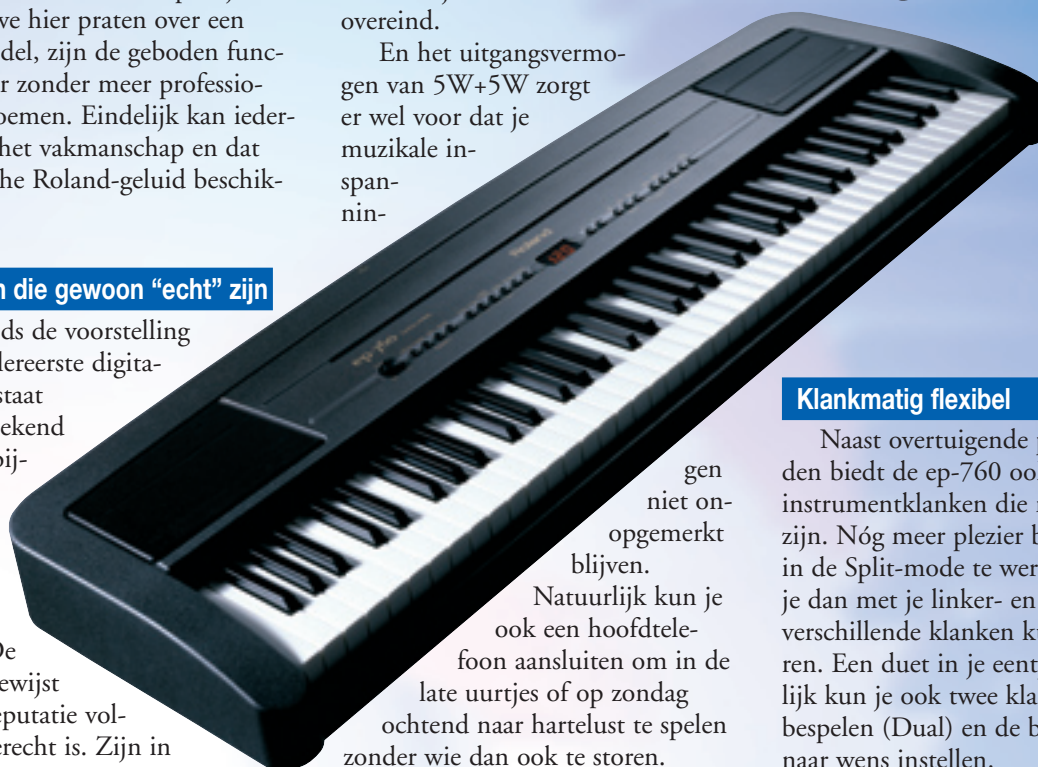 we hier praten over een
del, zijn de geboden func-
r zonder meer professio-
oemen. Eindelijk kan ieder-
het vakmanschap en dat
che Roland-geluid beschik-
n die gewoon “echt” zijn
ds de voorstelling
lereerste digita-
staat
ekend
oij-
De
ewijst
eputatie vol-
erecht is. Zijn in
overeind.
En het uitgangsvermo-
gen van 5W+5W zorgt
er wel voor dat je
muzikale in-
span-
nin-
gen
niet on-
opgemerkt
blijven.
Natuurlijk kun je
ook een hoofdtele-
foon aansluiten om in de
late uurtjes of op zondag
ochtend naar hartelust te spelen
zonder wie dan ook te storen.
Roland
ep-760
Klankmatig flexibel
Naast overtuigende
den biedt de ep-760 oo
instrumentklanken die
zijn. Nóg meer plezier b
in de Split-mode te wer
je dan met je linker- en
verschillende klanken k
ren. Een duet in je eent
lijk kun je ook twee kla
bespelen (Dual) en de b
naar wens instellen.